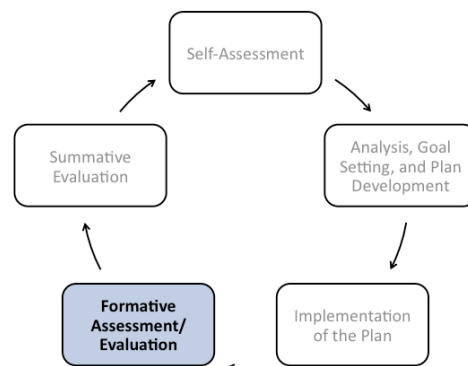 Self-Assessment
Analysis, Goal
Setting, and Plan
Development
Implementation
of the Plan
Formative
Assessment/
Evaluation
Summative
Evaluation